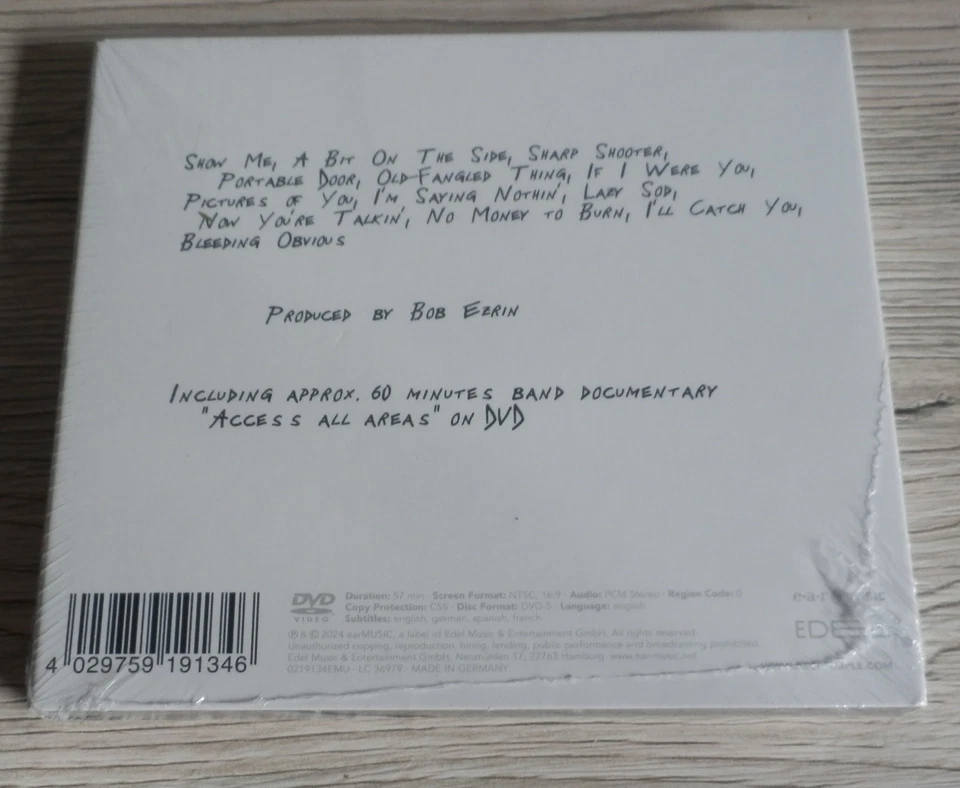 SHOW ME, A BIT ON THE SIDE, SHARP SHOOTER,
PORTABLE DOOR, OLD-FANGLED THING, IF I WERE YOU,
PICTURES OF YOU, I'M SAYING NOTHIN', LAZY SOD,
NOW YOU'RE TALKIN', NO MONEY TO BURN, I'LL CATCH YOU,
BLEEDING OBVIOUS
PRODUCED BY BOB EZRIN
INCLUDING APPROX. 60 MINUTES BAND DOCUMENTARY
"ACCESS ALL AREAS" ON DVD
4 029759 191346
DVD
VIDEO
Duration: 57 min · Screen Format: NTSC, 16:9 · Audio: PCM Stereo · Region Code: 0
Copy Protection: CSS · Disc Format: DVD-5 · Language: english
Subtitles: english, german, spanish, french
℗ & © 2024 earMUSIC, a label of Edel Music & Entertainment GmbH. All rights reserved.
Unauthorized copying, reproduction, hiring, lending, public performance and broadcasting prohibited.
Edel Music & Entertainment GmbH, Neumühlen 17, 22763 Hamburg. www.ear-music.net
0219134EMU · LC 36979 · MADE IN GERMANY